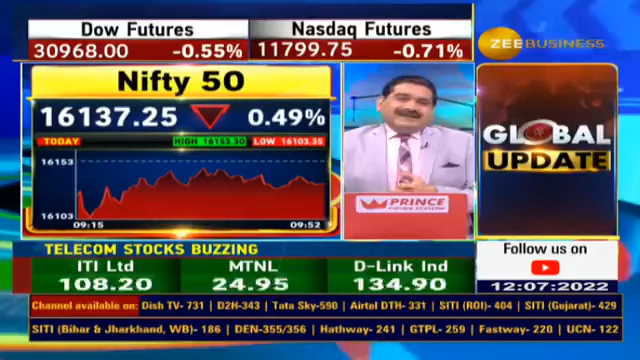 Dow Futures
30968.00 -0.55%
Nasdaq Futures
11799.75 -0.71%
ZEE BUSINESS
Nifty 50
16137.25 0.49%
TODAY HIGH 16153.30 LOW 16103.35
16153
16103
09:15 09:52
PRINCE
GLOBAL
UPDATE
TELECOM STOCKS BUZZING
ITI Ltd
108.20
MTNL
24.95
D-Link Ind
134.90
Follow us on
12:07:2022
Channel available on: Dish TV- 731 | D2H-343 | Tata Sky-590 | Airtel DTH- 331 | SITI (ROI)- 404 | SITI (Gujarat)- 429
SITI (Bihar & Jharkhand, WB)- 186 | DEN-355/356 | Hathway- 241 | GTPL- 259 | Fastway- 220 | UCN- 122